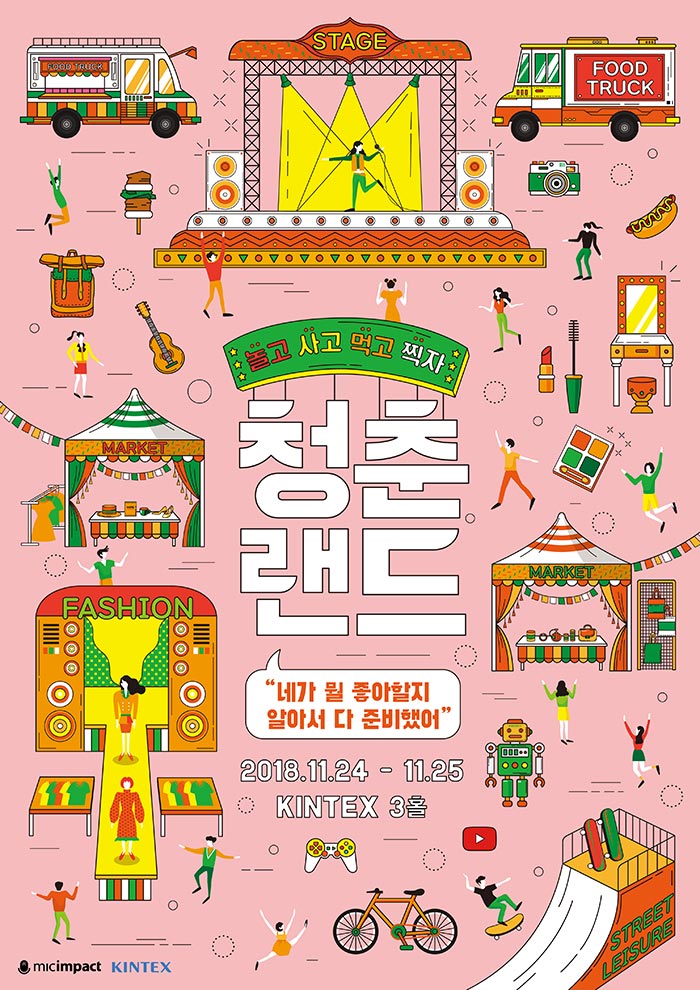 STAGE
FOOD TRUCK
FOOD
TRUCK
놀고 사고 먹고 찍자
청춘
랜드
MARKET
MARKET
FASHION
“네가 뭘 좋아할지
알아서 다 준비했어”
2018.11.24 - 11.25
KINTEX 3홀
STREET
LEISURE
micimpact KINTEX